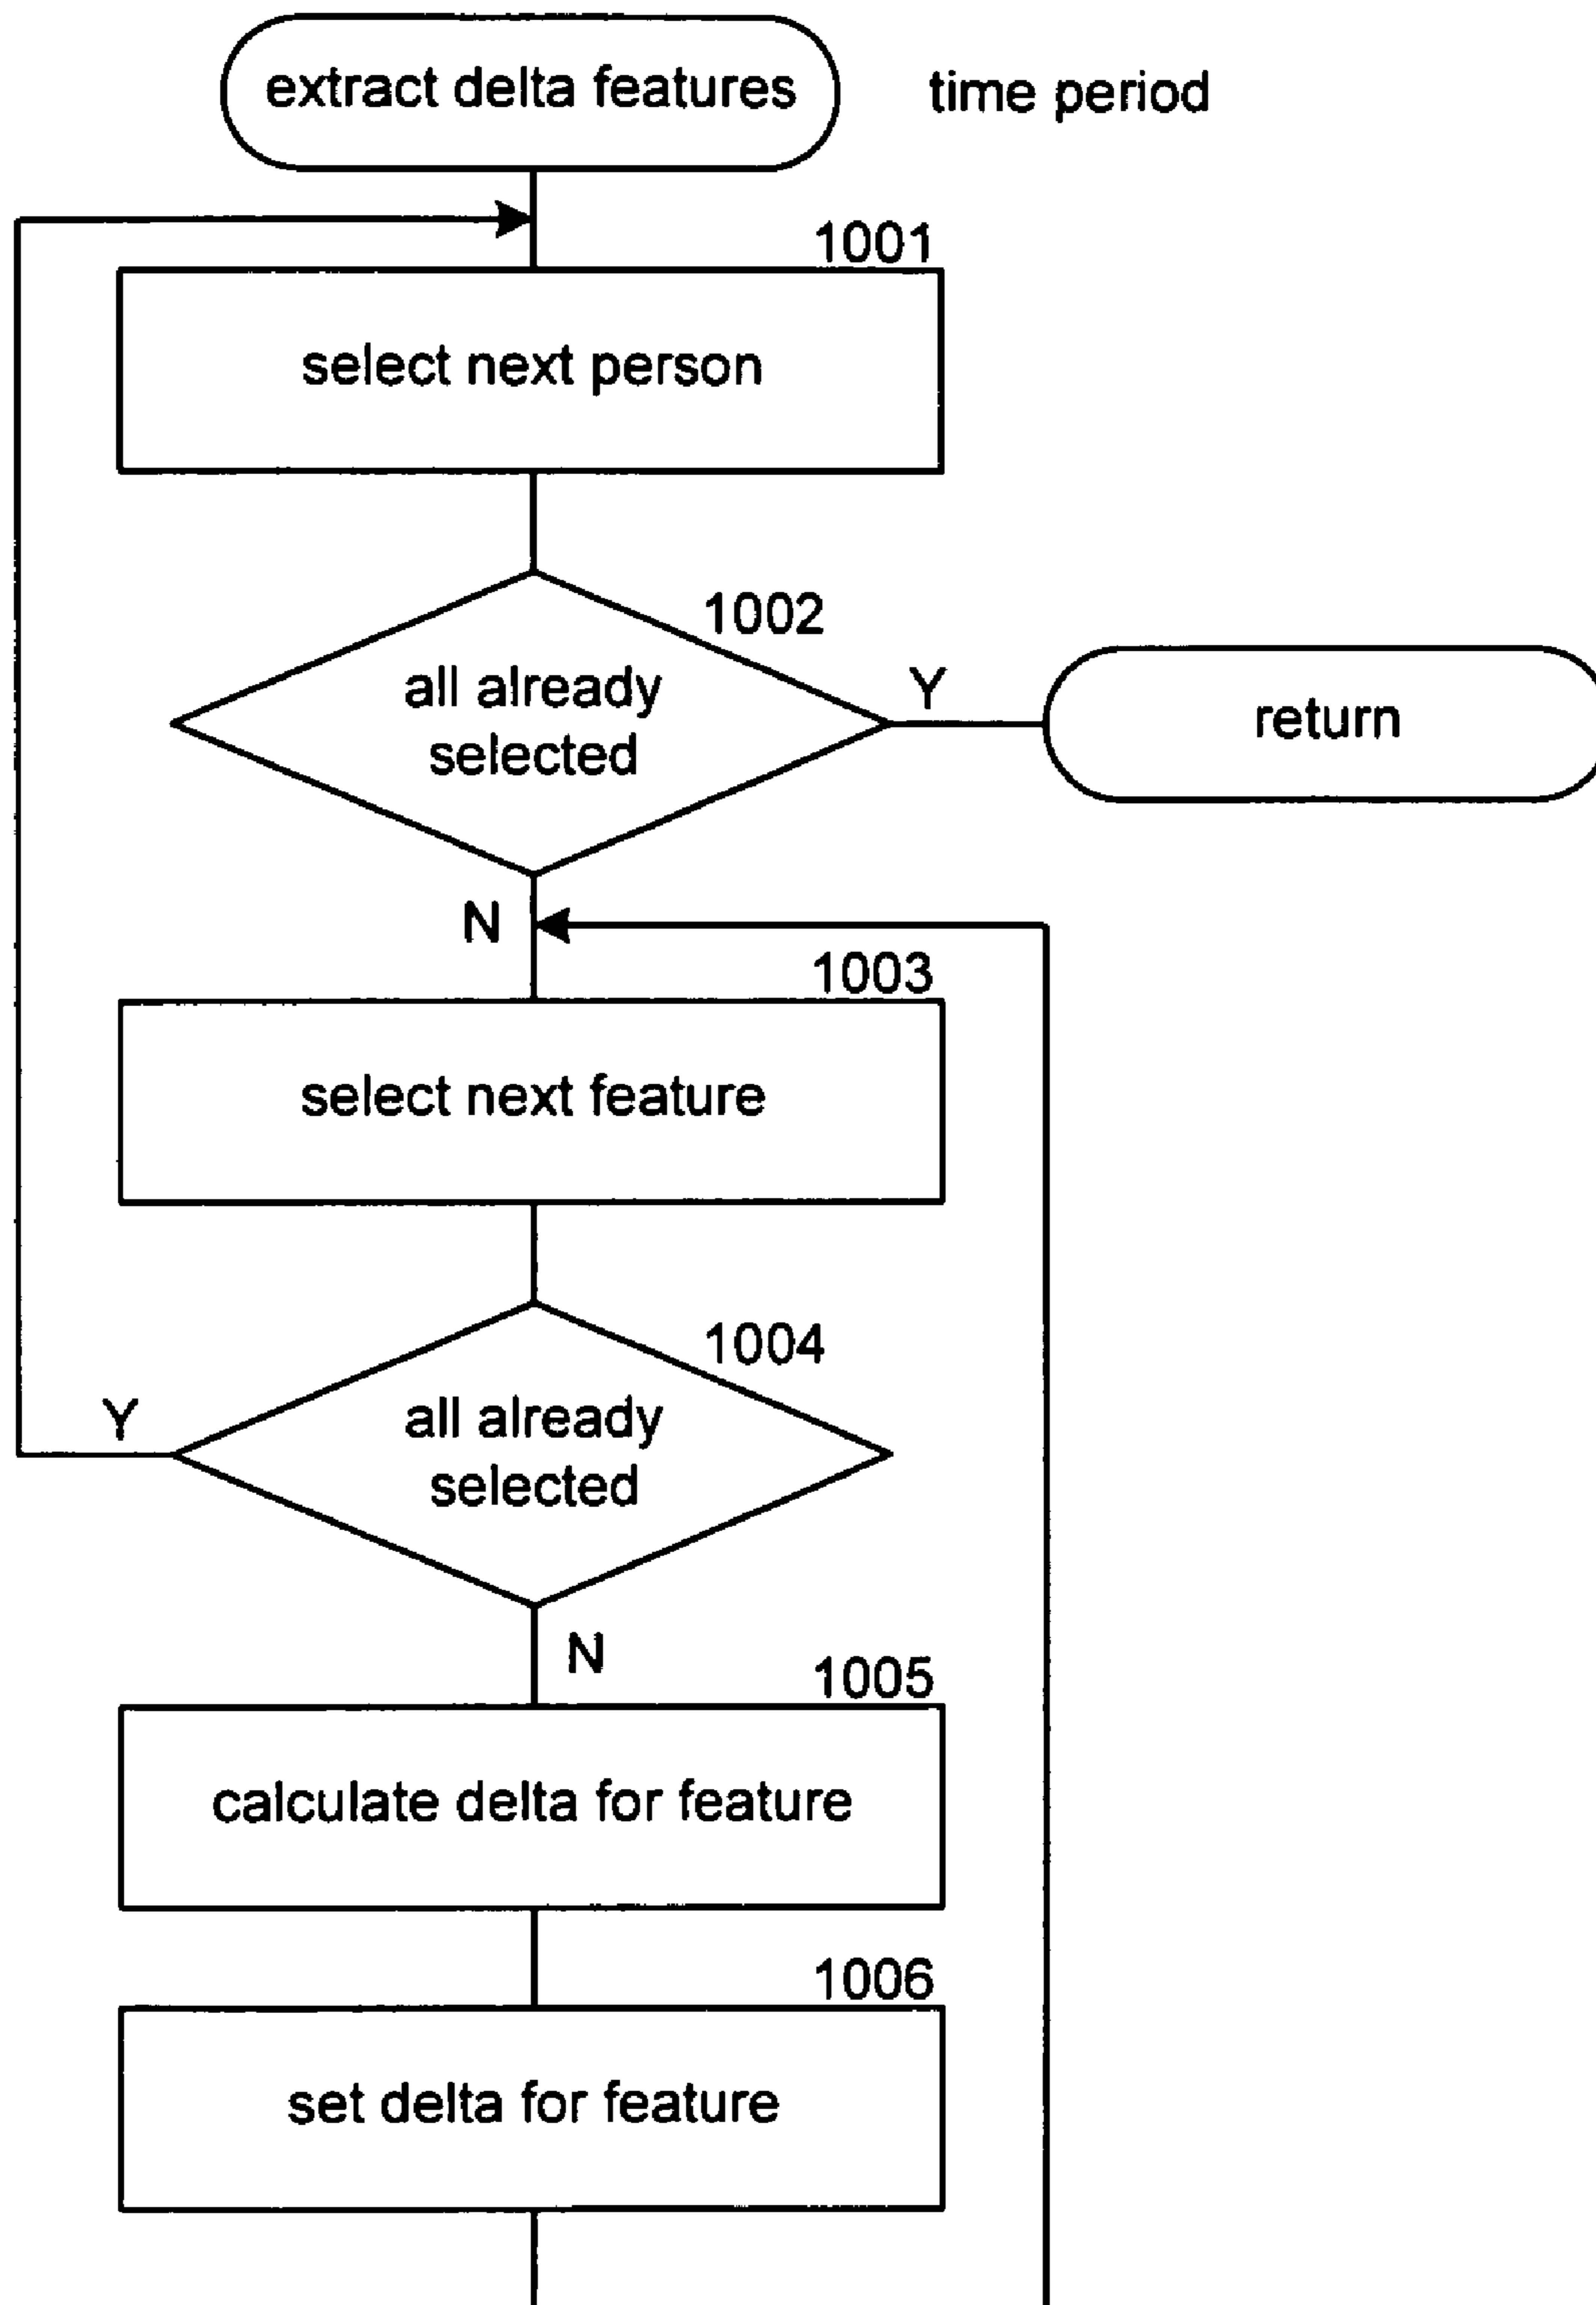 extract delta features
time period
1001
select next person
1002
all already
selected
Y
return
N
1003
select next feature
1004
all already
selected
Y
N
1005
calculate delta for feature
1006
set delta for feature